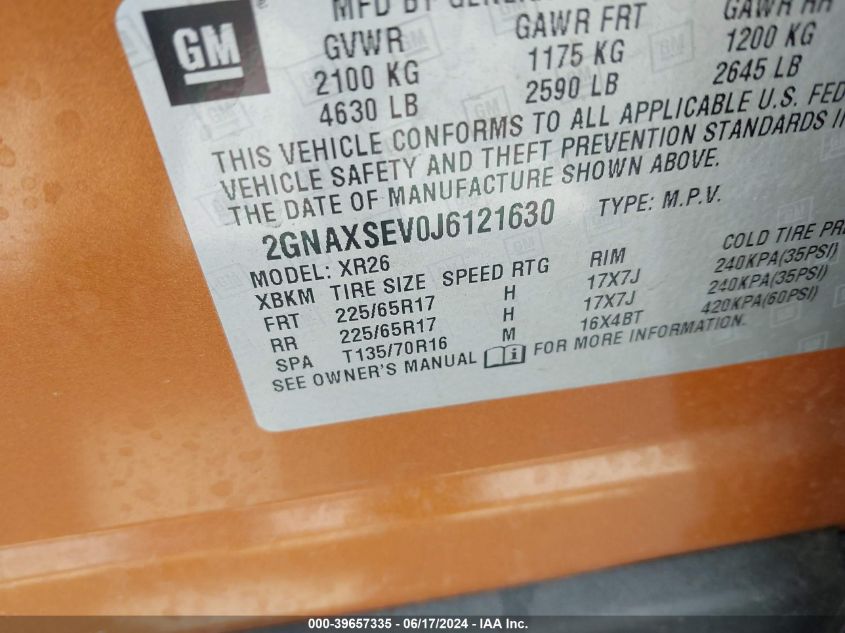 GM
MFD BY GENE
GVWR GAWR FRT GAWR RR
2100 KG 1175 KG 1200 KG
4630 LB 2590 LB 2645 LB
THIS VEHICLE CONFORMS TO ALL APPLICABLE U.S. FED
VEHICLE SAFETY AND THEFT PREVENTION STANDARDS I
THE DATE OF MANUFACTURE SHOWN ABOVE.
2GNAXSEV0J6121630 TYPE: M.P.V.
MODEL: XR26
XBKM TIRE SIZE SPEED RTG RIM COLD TIRE PRE
FRT 225/65R17 H 17X7J 240KPA(35PSI)
RR 225/65R17 H 17X7J 240KPA(35PSI)
SPA T135/70R16 M 16X4BT 420KPA(60PSI)
SEE OWNER'S MANUAL i FOR MORE INFORMATION.
000-39657335 - 06/17/2024 - IAA Inc.